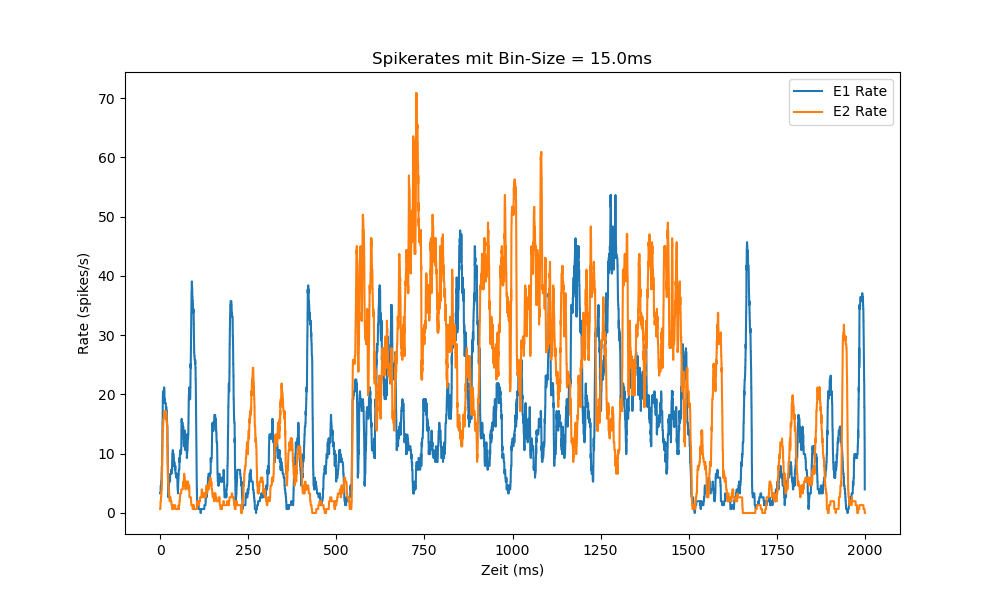 Spikerates mit Bin-Size = 15.0ms
E1 Rate
E2 Rate
Rate (spikes/s)
70
60
50
40
30
20
10
0
0 250 500 750 1000 1250 1500 1750 2000
Zeit (ms)